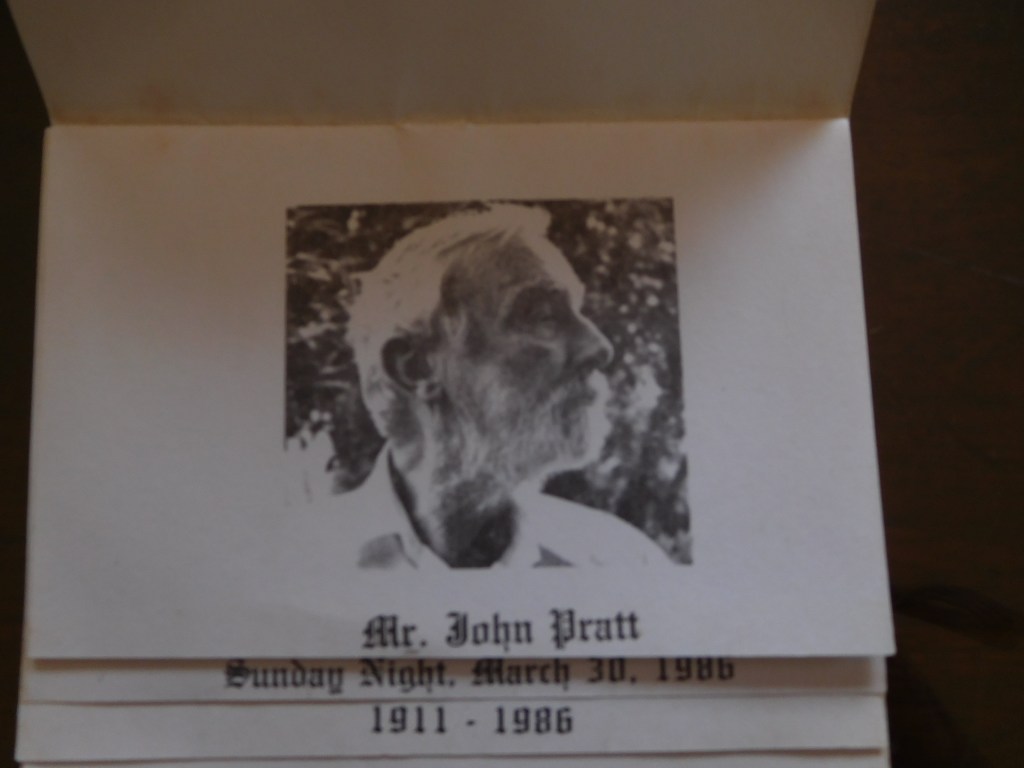 Mr. John Pratt
Sunday Night, March 30, 1986
1911 - 1986